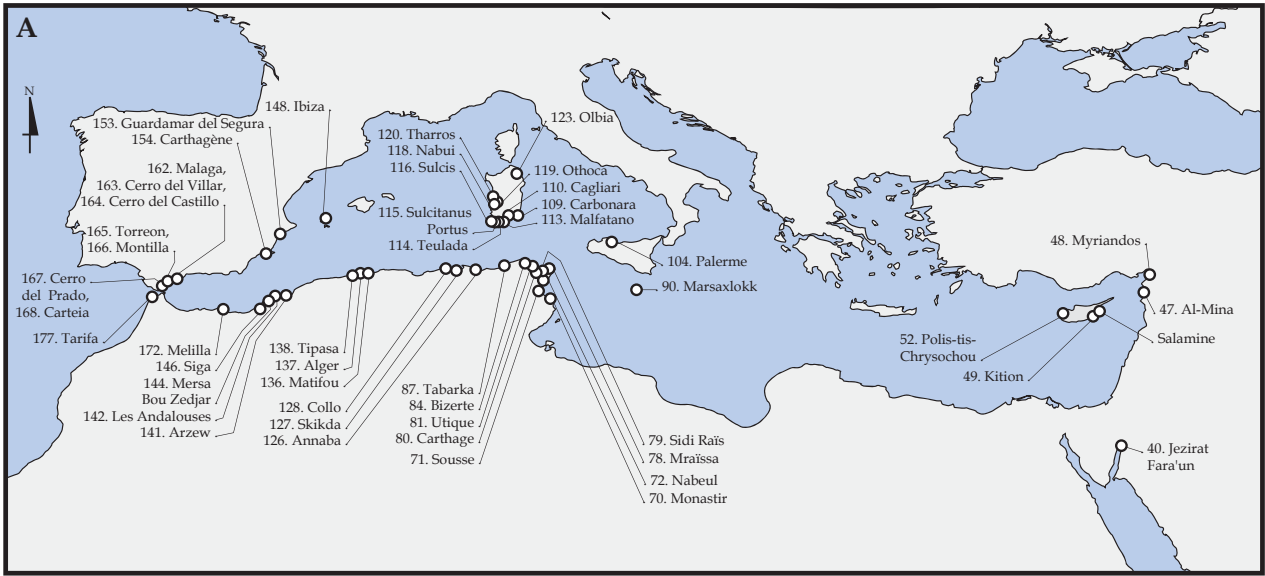 A
N
148. Ibiza
153. Guardamar del Segura
154. Carthagène
162. Malaga,
163. Cerro del Villar,
164. Cerro del Castillo
165. Torreon,
166. Montilla
167. Cerro
del Prado,
168. Carteia
177. Tarifa
172. Melilla
146. Siga
144. Mersa
Bou Zedjar
142. Les Andalouses
141. Arzew
138. Tipasa
137. Alger
136. Matifou
128. Collo
127. Skikda
126. Annaba
120. Tharros
118. Nabui
116. Sulcis
115. Sulcitanus
Portus
114. Teulada
123. Olbia
119. Othoca
110. Cagliari
109. Carbonara
113. Malfatano
104. Palerme
90. Marsaxlokk
87. Tabarka
84. Bizerte
81. Utique
80. Carthage
71. Sousse
79. Sidi Raïs
78. Mraïssa
72. Nabeul
70. Monastir
48. Myriandos
47. Al-Mina
Salamine
52. Polis-tis-
Chrysochou
49. Kition
40. Jezirat
Fara'un